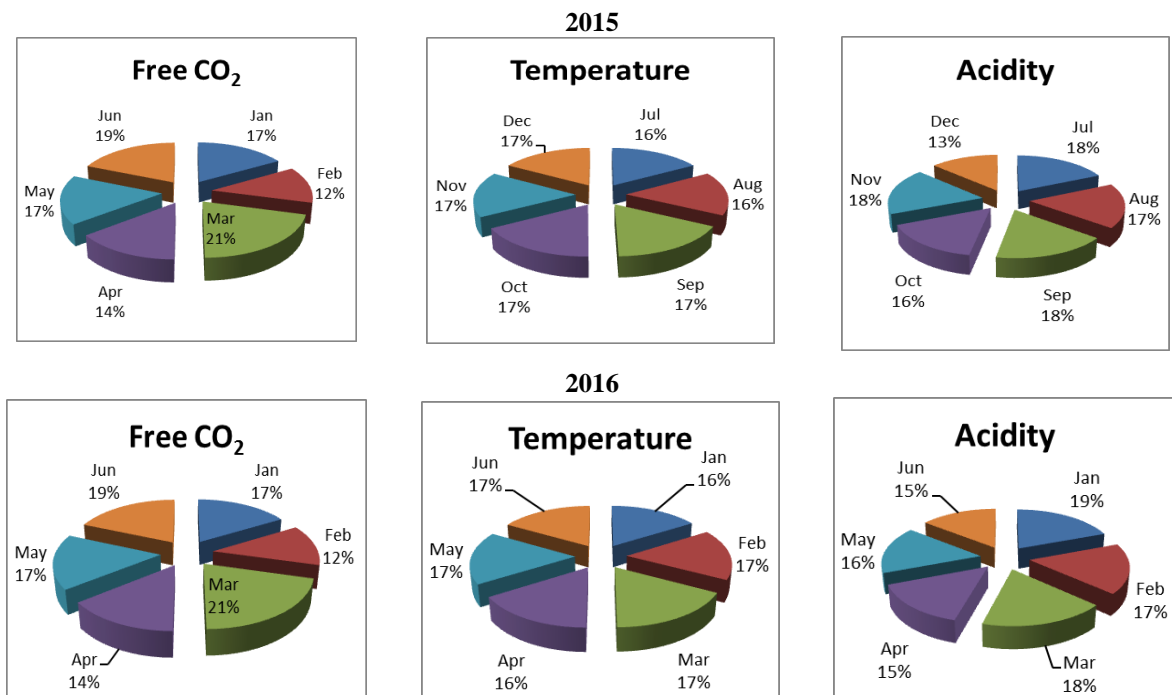 2015
Free CO₂
Jun
19%
Jan
17%
Feb
12%
Mar
21%
Apr
14%
May
17%
Temperature
Dec
17%
Jul
16%
Aug
16%
Sep
17%
Oct
17%
Nov
17%
Acidity
Dec
13%
Jul
18%
Aug
17%
Sep
18%
Oct
16%
Nov
18%
2016
Free CO₂
Jun
19%
Jan
17%
Feb
12%
Mar
21%
Apr
14%
May
17%
Temperature
Jun
17%
Jan
16%
Feb
17%
Mar
17%
Apr
16%
May
17%
Acidity
Jun
15%
Jan
19%
Feb
17%
Mar
18%
Apr
15%
May
16%